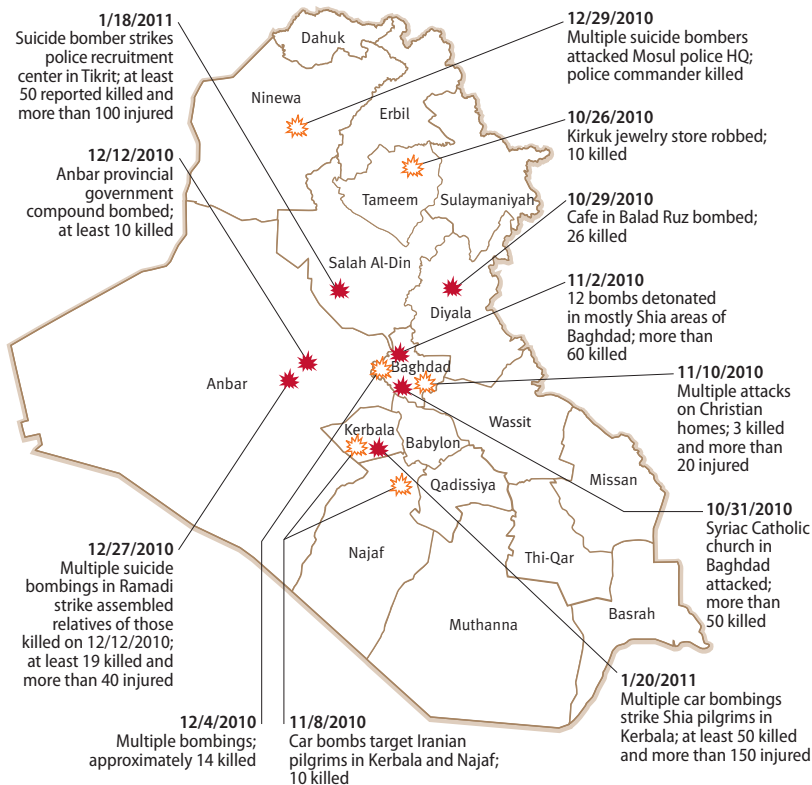 1/18/2011
Suicide bomber strikes
police recruitment
center in Tikrit; at least
50 reported killed and
more than 100 injured
12/12/2010
Anbar provincial
government
compound bombed;
at least 10 killed
12/29/2010
Multiple suicide bombers
attacked Mosul police HQ;
police commander killed
10/26/2010
Kirkuk jewelry store robbed;
10 killed
10/29/2010
Cafe in Balad Ruz bombed;
26 killed
11/2/2010
12 bombs detonated
in mostly Shia areas of
Baghdad; more than
60 killed
11/10/2010
Multiple attacks
on Christian
homes; 3 killed
and more than
20 injured
10/31/2010
Syriac Catholic
church in
Baghdad
attacked;
more than
50 killed
1/20/2011
Multiple car bombings
strike Shia pilgrims in
Kerbala; at least 50 killed
and more than 150 injured
12/27/2010
Multiple suicide
bombings in Ramadi
strike assembled
relatives of those
killed on 12/12/2010;
at least 19 killed and
more than 40 injured
12/4/2010
Multiple bombings;
approximately 14 killed
11/8/2010
Car bombs target Iranian
pilgrims in Kerbala and Najaf;
10 killed
Dahuk
Ninewa
Erbil
Tameem
Sulaymaniyah
Salah Al-Din
Diyala
Anbar
Baghdad
Kerbala
Babylon
Wassit
Qadissiya
Missan
Najaf
Thi-Qar
Muthanna
Basrah